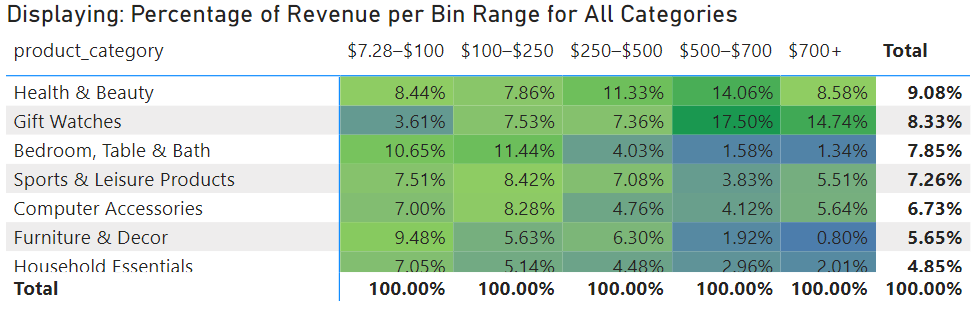 Displaying: Percentage of Revenue per Bin Range for All Categories
product_category $7.28–$100 $100–$250 $250–$500 $500–$700 $700+ Total
Health & Beauty 8.44% 7.86% 11.33% 14.06% 8.58% 9.08%
Gift Watches 3.61% 7.53% 7.36% 17.50% 14.74% 8.33%
Bedroom, Table & Bath 10.65% 11.44% 4.03% 1.58% 1.34% 7.85%
Sports & Leisure Products 7.51% 8.42% 7.08% 3.83% 5.51% 7.26%
Computer Accessories 7.00% 8.28% 4.76% 4.12% 5.64% 6.73%
Furniture & Decor 9.48% 5.63% 6.30% 1.92% 0.80% 5.65%
Household Essentials 7.05% 5.14% 4.48% 2.96% 2.01% 4.85%
Total 100.00% 100.00% 100.00% 100.00% 100.00% 100.00%